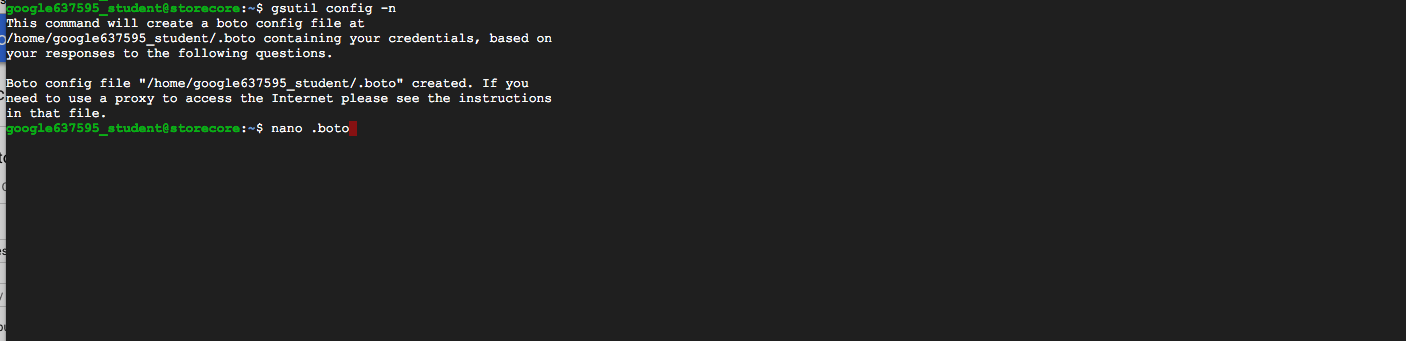 google637595_student@storecore:~$ gsutil config -n
This command will create a boto config file at
/home/google637595_student/.boto containing your credentials, based on
your responses to the following questions.
Boto config file "/home/google637595_student/.boto" created. If you
need to use a proxy to access the Internet please see the instructions
in that file.
google637595_student@storecore:~$ nano .boto